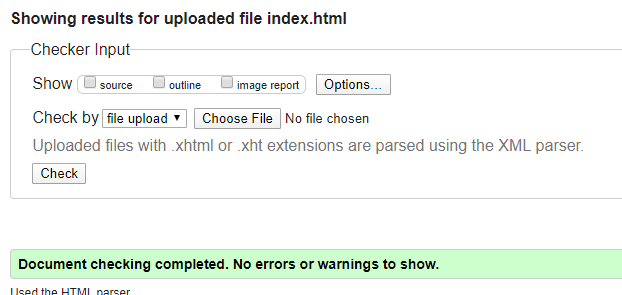 Showing results for uploaded file index.html
Checker Input
Show source outline image report Options...
Check by file upload Choose File No file chosen
Uploaded files with .xhtml or .xht extensions are parsed using the XML parser.
Check
Document checking completed. No errors or warnings to show.
Used the HTML parser